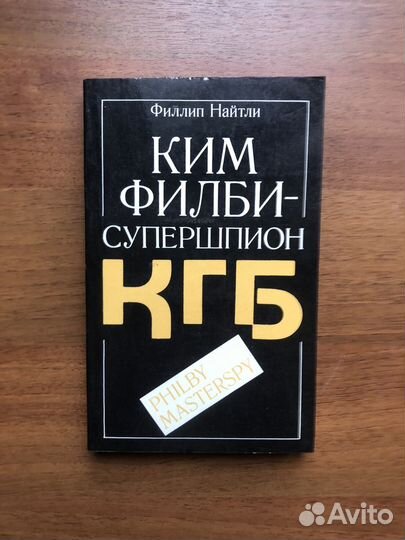 Филлип Найтли
КИМ
ФИЛБИ-
СУПЕРШПИОН
КГБ
PHILBY
MASTERSPY
Avito